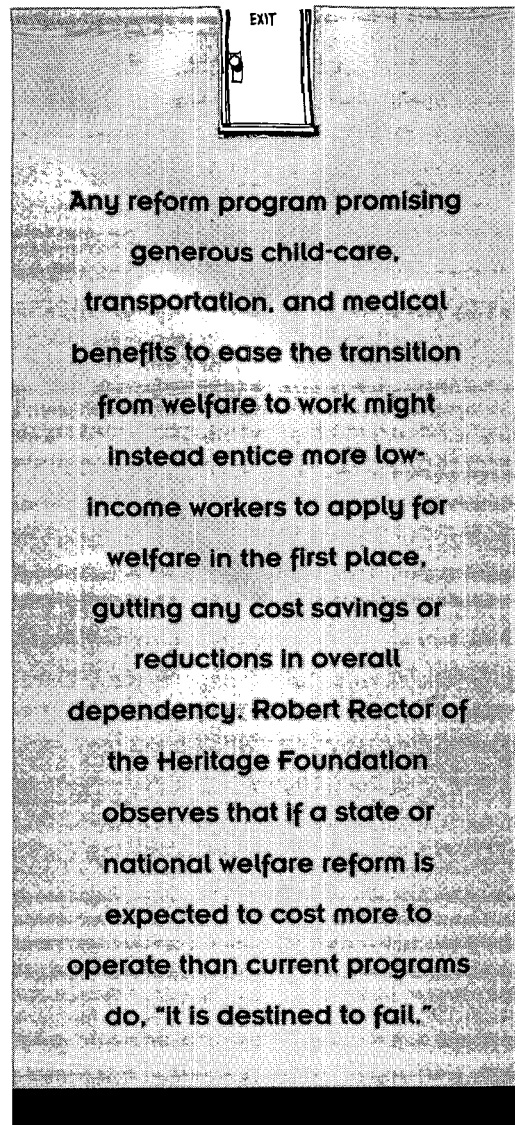 EXIT
Any reform program promising
generous child-care,
transportation, and medical
benefits to ease the transition
from welfare to work might
instead entice more low-
income workers to apply for
welfare in the first place,
gutting any cost savings or
reductions in overall
dependency. Robert Rector of
the Heritage Foundation
observes that if a state or
national welfare reform is
expected to cost more to
operate than current programs
do, "it is destined to fail."